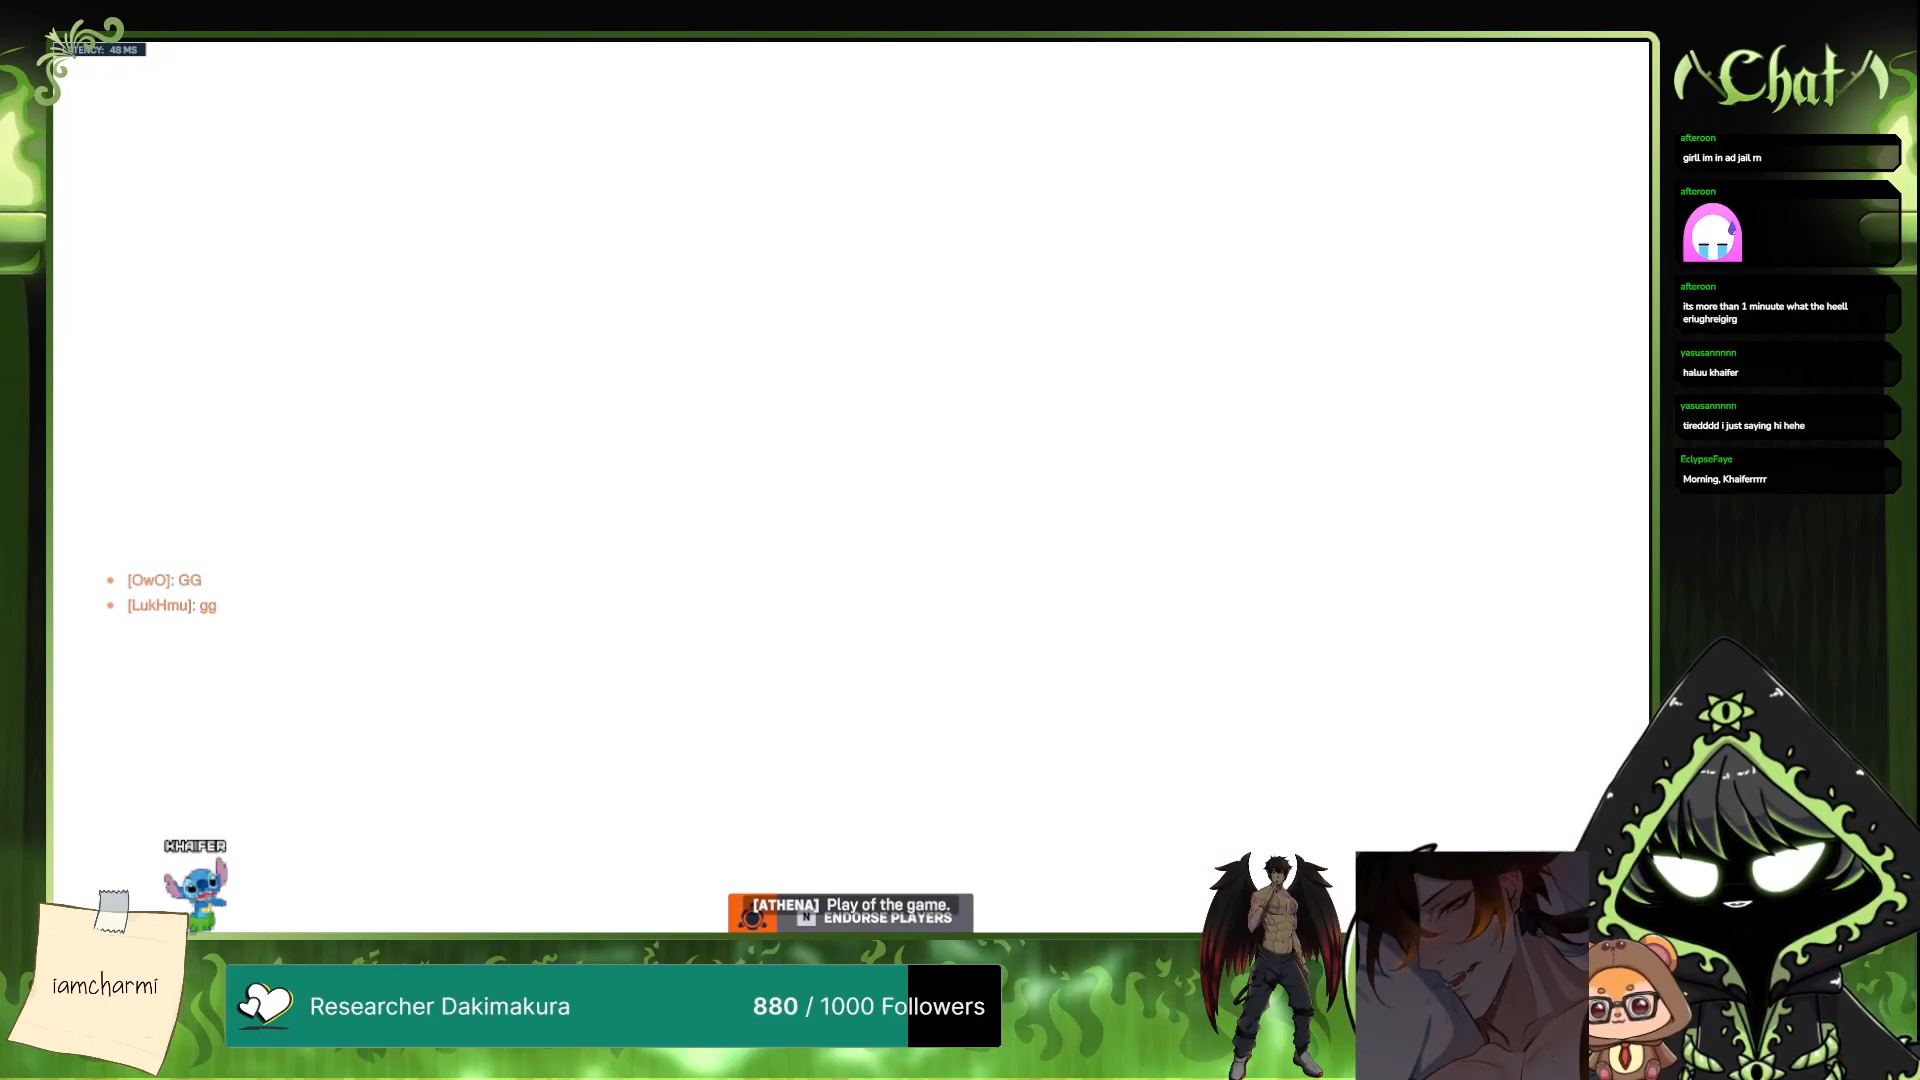 LATENCY: 48 MS
Chat
afteroon
girll im in ad jail rn
afteroon
afteroon
its more than 1 minuute what the heell
eriughreigirg
yasusannnnn
haluu khaifer
yasusannnnn
tiredddd i just saying hi hehe
EclypseFaye
Morning, Khaiferrrrr
[OwO]: GG
[LukHmu]: gg
KHAIFER
[ATHENA] Play of the game.
N ENDORSE PLAYERS
iamcharmi
Researcher Dakimakura
880 / 1000 Followers